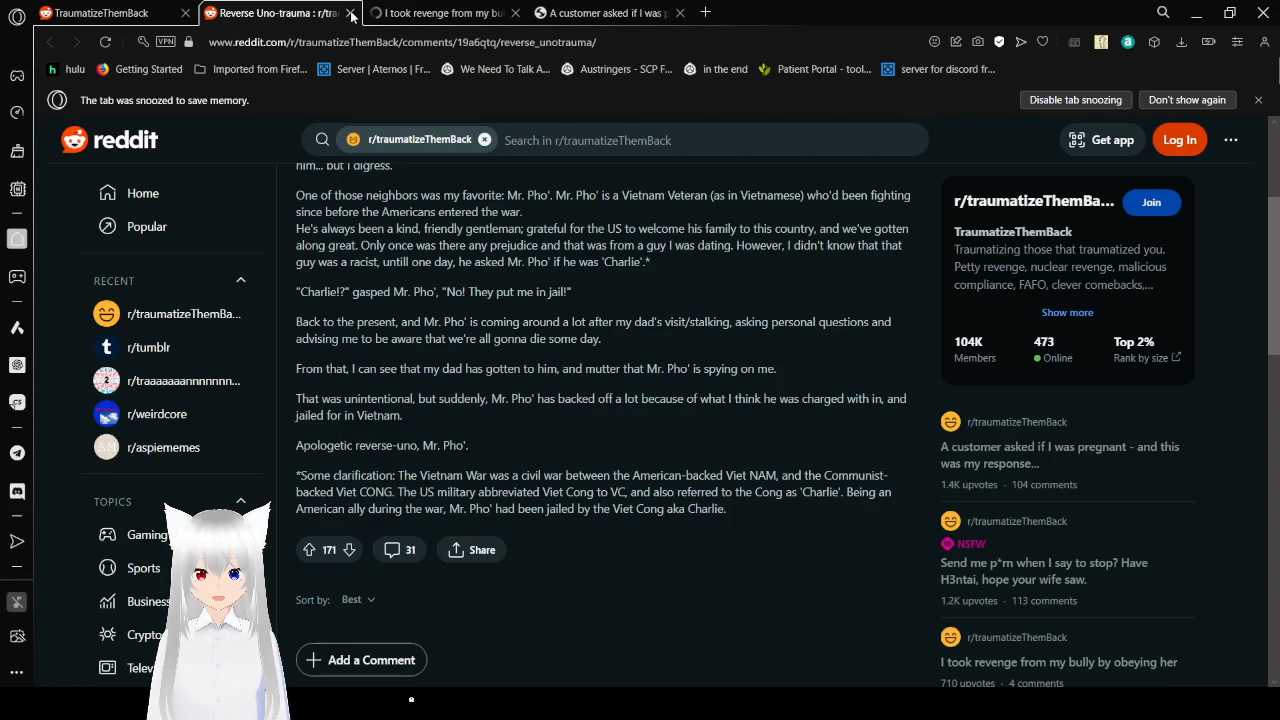 TraumatizeThemBack
Reverse Uno-trauma : r/tra
I took revenge from my bul
A customer asked if I was p
VPN
www.reddit.com/r/traumatizeThemBack/comments/19a6qtq/reverse_unotrauma/
hulu
Getting Started
Imported from Firef...
Server | Aternos | Fr...
We Need To Talk A...
Austringers - SCP F...
in the end
Patient Portal - tool...
server for discord fr...
The tab was snoozed to save memory.
Disable tab snoozing
Don't show again
reddit
r/traumatizeThemBack
Search in r/traumatizeThemBack
Get app
Log In
Home
Popular
RECENT
r/traumatizeThemBa...
r/tumblr
r/traaaaaaannnnnnn...
r/weirdcore
r/aspiememes
TOPICS
Gaming
Sports
Business
Crypto
Telev
him... but I digress.
One of those neighbors was my favorite: Mr. Pho'. Mr. Pho' is a Vietnam Veteran (as in Vietnamese) who'd been fighting
since before the Americans entered the war.
He's always been a kind, friendly gentleman; grateful for the US to welcome his family to this country, and we've gotten
along great. Only once was there any prejudice and that was from a guy I was dating. However, I didn't know that that
guy was a racist, untill one day, he asked Mr. Pho' if he was 'Charlie'.*
"Charlie!?" gasped Mr. Pho', "No! They put me in jail!"
Back to the present, and Mr. Pho' is coming around a lot after my dad's visit/stalking, asking personal questions and
advising me to be aware that we're all gonna die some day.
From that, I can see that my dad has gotten to him, and mutter that Mr. Pho' is spying on me.
That was unintentional, but suddenly, Mr. Pho' has backed off a lot because of what I think he was charged with in, and
jailed for in Vietnam.
Apologetic reverse-uno, Mr. Pho'.
*Some clarification: The Vietnam War was a civil war between the American-backed Viet NAM, and the Communist-
backed Viet CONG. The US military abbreviated Viet Cong to VC, and also referred to the Cong as 'Charlie'. Being an
American ally during the war, Mr. Pho' had been jailed by the Viet Cong aka Charlie.
171
31
Share
Sort by:
Best
Add a Comment
r/traumatizeThemBa...
Join
TraumatizeThemBack
Traumatizing those that traumatized you.
Petty revenge, nuclear revenge, malicious
compliance, FAFO, clever comebacks,...
Show more
104K
473
Top 2%
Members
Online
Rank by size
r/traumatizeThemBack
A customer asked if I was pregnant - and this
was my response...
1.4K upvotes · 104 comments
r/traumatizeThemBack
NSFW
Send me p*rn when I say to stop? Have
H3ntai, hope your wife saw.
1.2K upvotes · 113 comments
r/traumatizeThemBack
I took revenge from my bully by obeying her
710 upvotes · 4 comments